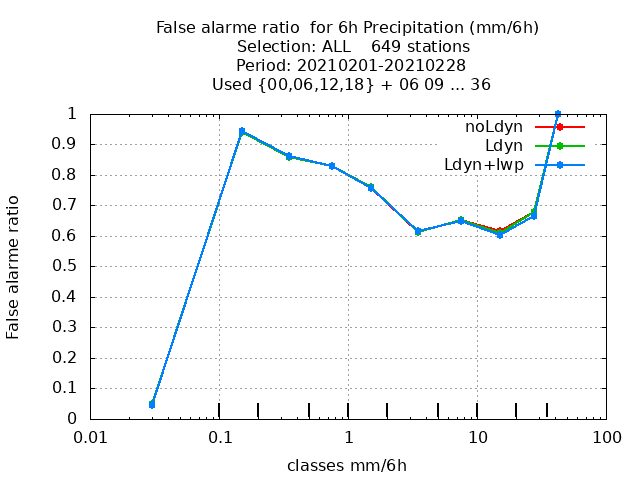 False alarme ratio  for 6h Precipitation (mm/6h)
Selection: ALL    649 stations
Period: 20210201-20210228
Used {00,06,12,18} + 06 09 ... 36
noLdyn
Ldyn
Ldyn+lwp
False alarme ratio
1
0.9
0.8
0.7
0.6
0.5
0.4
0.3
0.2
0.1
0
0.01
0.1
1
10
100
classes mm/6h